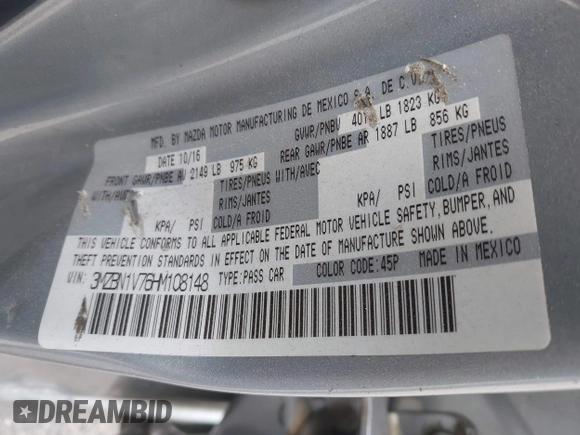 MFD. BY MAZDA MOTOR MANUFACTURING DE MEXICO S.A. DE C.V.
DATE 10/16 GVWR/PNBV LB 1823 KG
FRONT GAWR/PNBE AV 2149 LB 975 KG REAR GAWR/PNBE AR 1887 LB 856 KG
WITH/AVEC TIRES/PNEUS WITH/AVEC TIRES/PNEUS
RIMS/JANTES RIMS/JANTES
KPA/ PSI COLD/A FROID KPA/ PSI COLD/A FROID
THIS VEHICLE CONFORMS TO ALL APPLICABLE FEDERAL MOTOR VEHICLE SAFETY, BUMPER, AND
THEFT PREVENTION STANDARDS IN EFFECT ON THE DATE OF MANUFACTURE SHOWN ABOVE.
VIN: 3MZBN1V76HM108148 TYPE:PASS CAR COLOR CODE:45P MADE IN MEXICO
DREAMBID